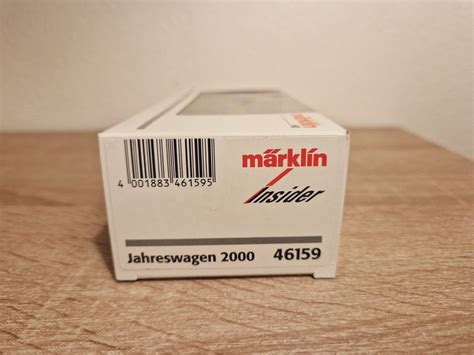 märklin
Insider
4 001883 461595
Jahreswagen 2000 46159